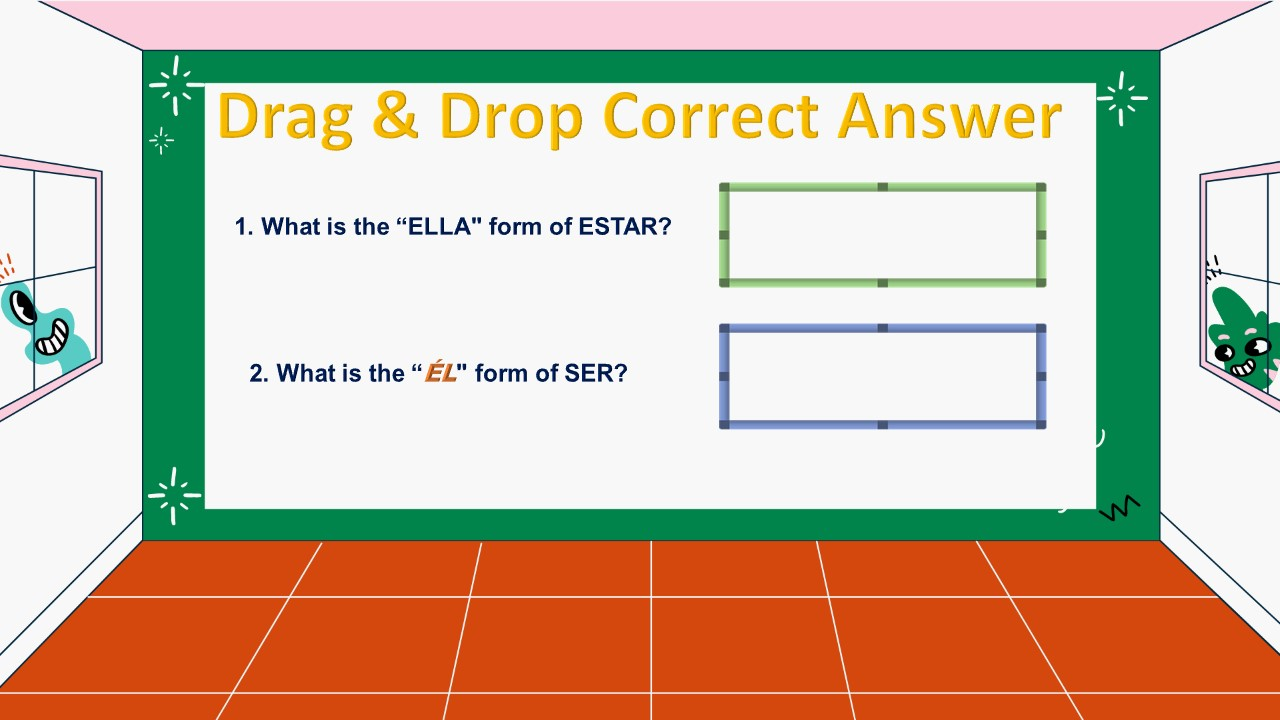 Drag & Drop Correct Answer
1. What is the “ELLA" form of ESTAR?
2. What is the “ÉL" form of SER?